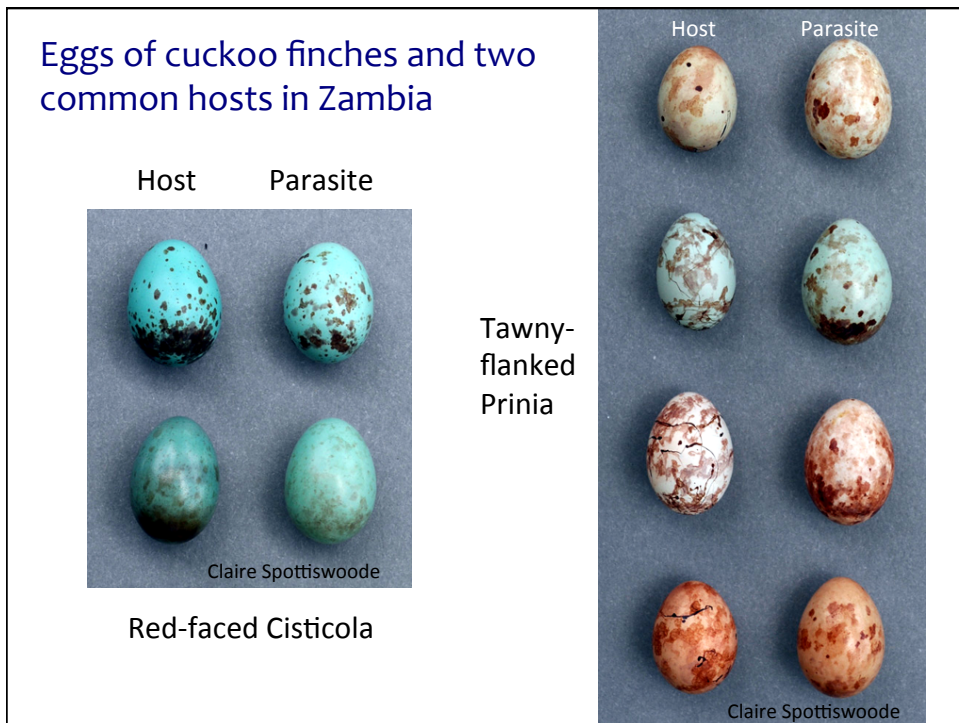 Eggs of cuckoo finches and two
common hosts in Zambia
Host Parasite
Claire Spottiswoode
Red-faced Cisticola
Tawny-
flanked
Prinia
Host Parasite
Claire Spottiswoode